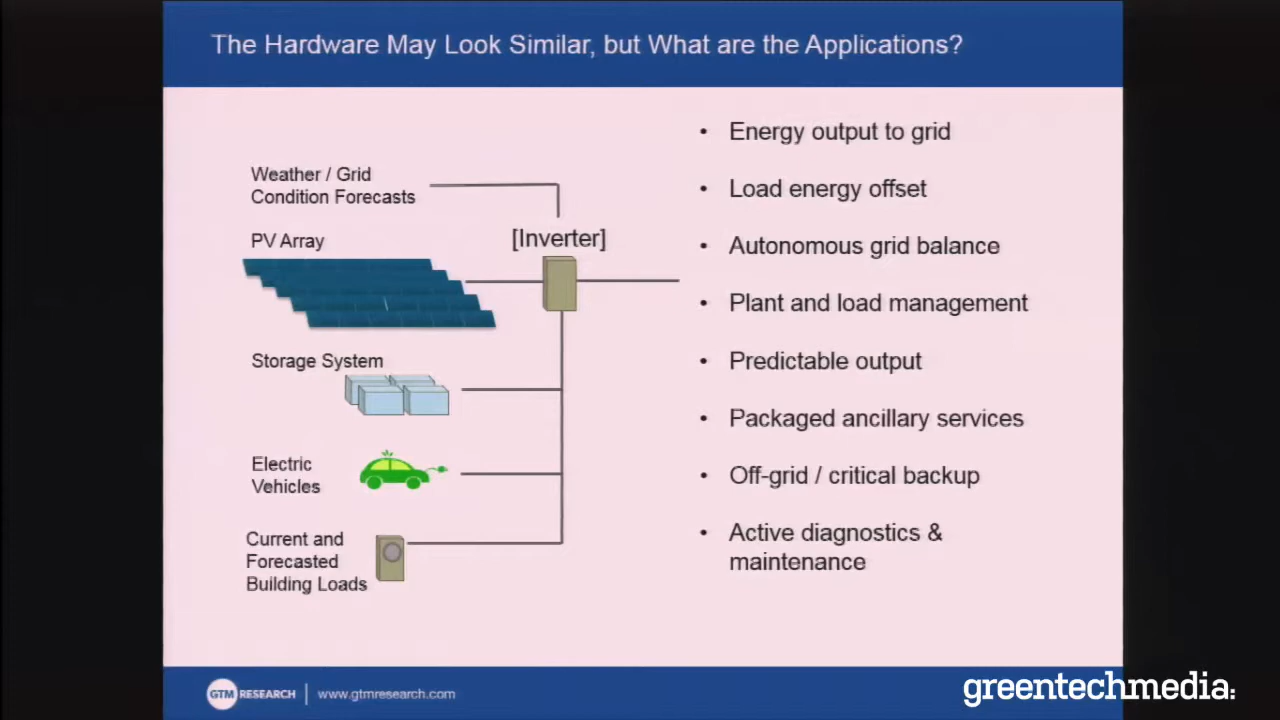 The Hardware May Look Similar, but What are the Applications?
Weather / Grid
Condition Forecasts
PV Array
[Inverter]
Storage System
Electric
Vehicles
Current and
Forecasted
Building Loads
• Energy output to grid
• Load energy offset
• Autonomous grid balance
• Plant and load management
• Predictable output
• Packaged ancillary services
• Off-grid / critical backup
• Active diagnostics &
maintenance
GTM RESEARCH | www.gtmresearch.com
greentechmedia: